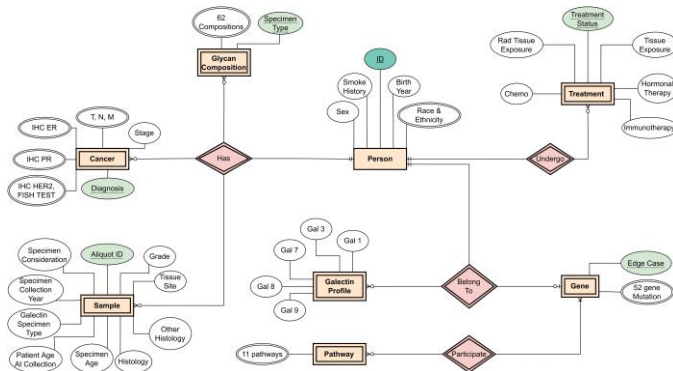 62
Compositions
Specimen
Type
Glycan
Composition
Treatment
Status
Rad Tissue
Exposure
Tissue
Exposure
Chemo
Treatment
Hormonal
Therapy
Immunotherapy
ID
Smoke
History
Birth
Year
Sex
Race &
Ethnicity
IHC ER
T, N, M
Stage
IHC PR
Cancer
IHC HER2,
FISH TEST
Diagnosis
Has
Person
Undergo
Specimen
Consideration
Aliquot ID
Grade
Tissue
Site
Specimen
Collection
Year
Sample
Galectin
Specimen
Type
Other
Histology
Patient Age
At Collection
Specimen
Age
Histology
Gal 3
Gal 1
Gal 7
Galectin
Profile
Gal 8
Gal 9
Belong
To
Edge Case
Gene
52 gene
Mutation
11 pathways
Pathway
Participate